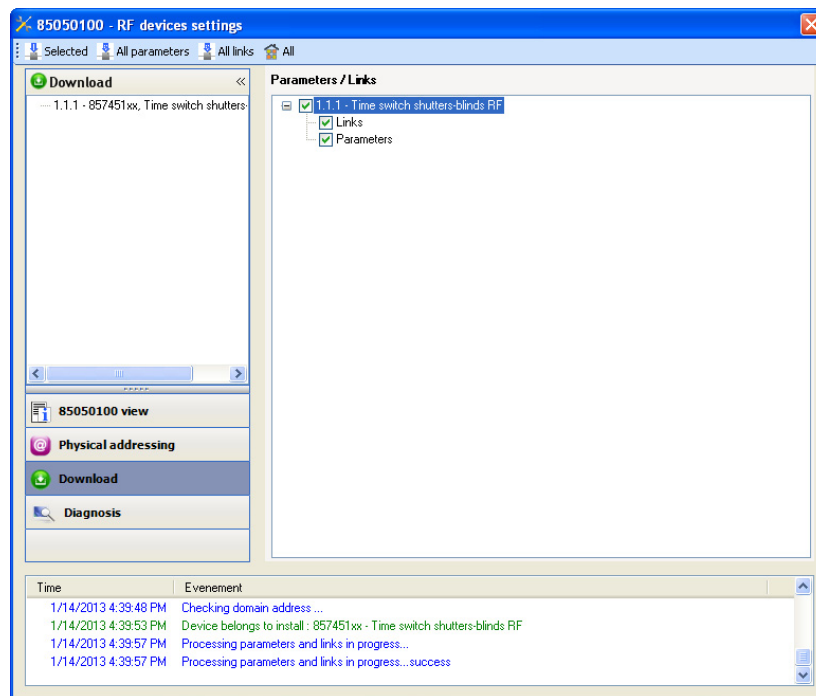 85050100 - RF devices settings
Selected All parameters All links All
Download
1.1.1 - 857451xx, Time switch shutters-
85050100 view
Physical addressing
Download
Diagnosis
Parameters / Links
1.1.1 - Time switch shutters-blinds RF
Links
Parameters
Time Evenement
1/14/2013 4:39:48 PM Checking domain address ...
1/14/2013 4:39:53 PM Device belongs to install : 857451xx - Time switch shutters-blinds RF
1/14/2013 4:39:57 PM Processing parameters and links in progress...
1/14/2013 4:39:57 PM Processing parameters and links in progress...success